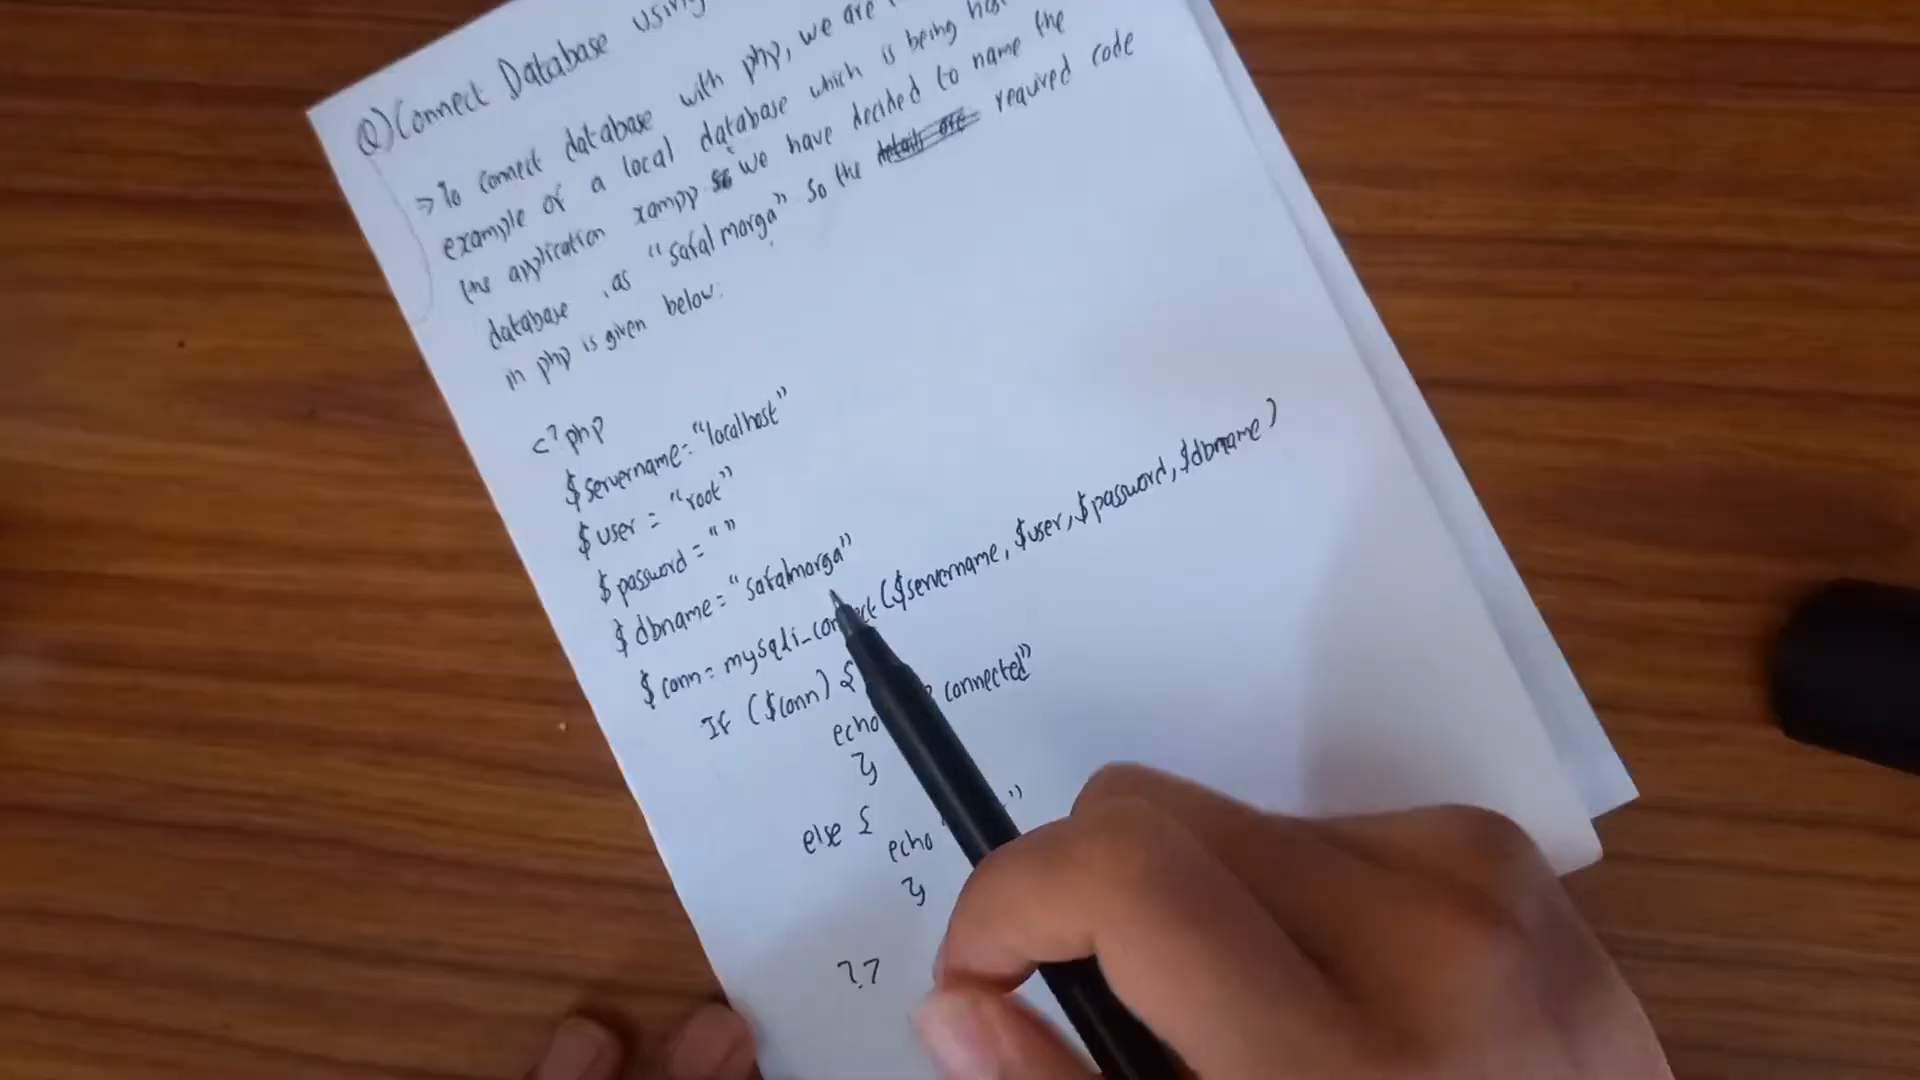 Q) Connect Database using
⇒ To connect database with php, we are
example of a local database which is being
the application xampp so we have decided to name the
database as "safal morga" so the required code
in php is given below:
<?php
$servername = "localhost"
$user = "root"
$password = " "
$dbname = "safalmorga"
$conn = mysqli_connect ($servername, $user, $password, $dbname)
If ($conn) {
echo connected"
}
else {
echo "
}
?>